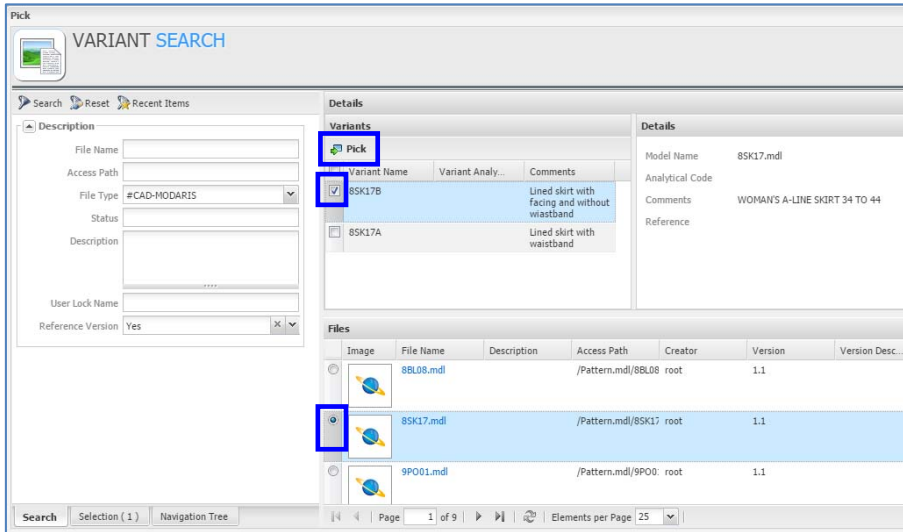 Pick
VARIANT SEARCH
Search Reset Recent Items
Description
File Name
Access Path
File Type #CAD-MODARIS
Status
Description
User Lock Name
Reference Version Yes
Details
Variants
Pick
Variant Name Variant Analy... Comments
8SK17B Lined skirt with
facing and without
wiastband
8SK17A Lined skirt with
waistband
Details
Model Name 8SK17.mdl
Analytical Code
Comments WOMAN'S A-LINE SKIRT 34 TO 44
Reference
Files
Image File Name Description Access Path Creator Version Version Desc...
8BL08.mdl /Pattern.mdl/8BL08 root 1.1
8SK17.mdl /Pattern.mdl/8SK17 root 1.1
9PO01.mdl /Pattern.mdl/9PO0 root 1.1
Search Selection ( 1 ) Navigation Tree
Page 1 of 9 Elements per Page 25